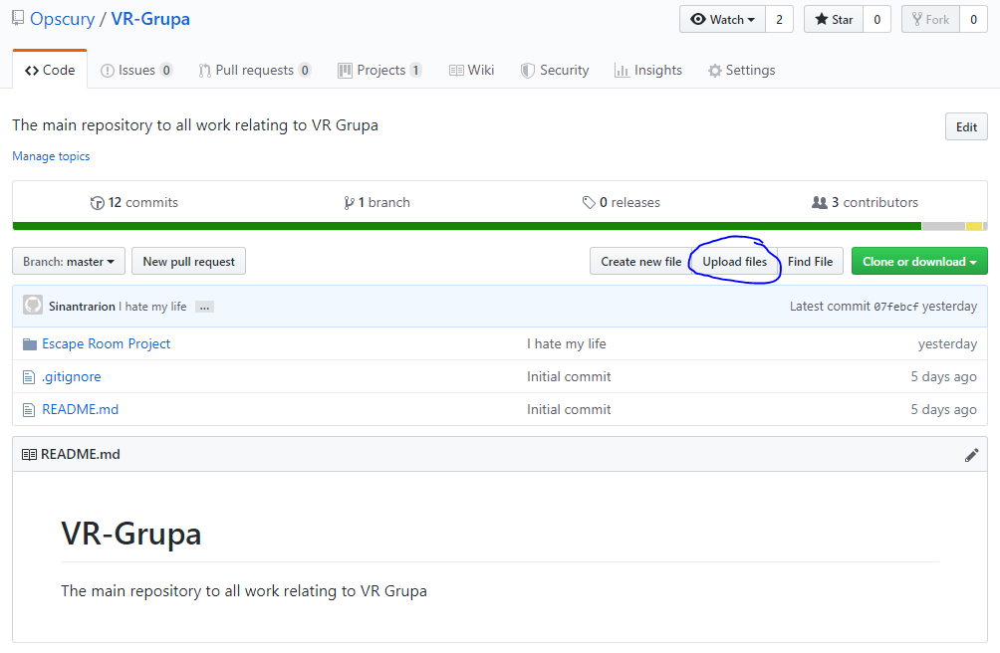 Opscury / VR-Grupa Watch 2 Star 0 Fork 0
Code Issues 0 Pull requests 0 Projects 1 Wiki Security Insights Settings
The main repository to all work relating to VR Grupa Edit
Manage topics
12 commits 1 branch 0 releases 3 contributors
Branch: master New pull request Create new file Upload files Find File Clone or download
Sinantrarion I hate my life ... Latest commit 07febcf yesterday
Escape Room Project I hate my life yesterday
.gitignore Initial commit 5 days ago
README.md Initial commit 5 days ago
README.md
VR-Grupa
The main repository to all work relating to VR Grupa